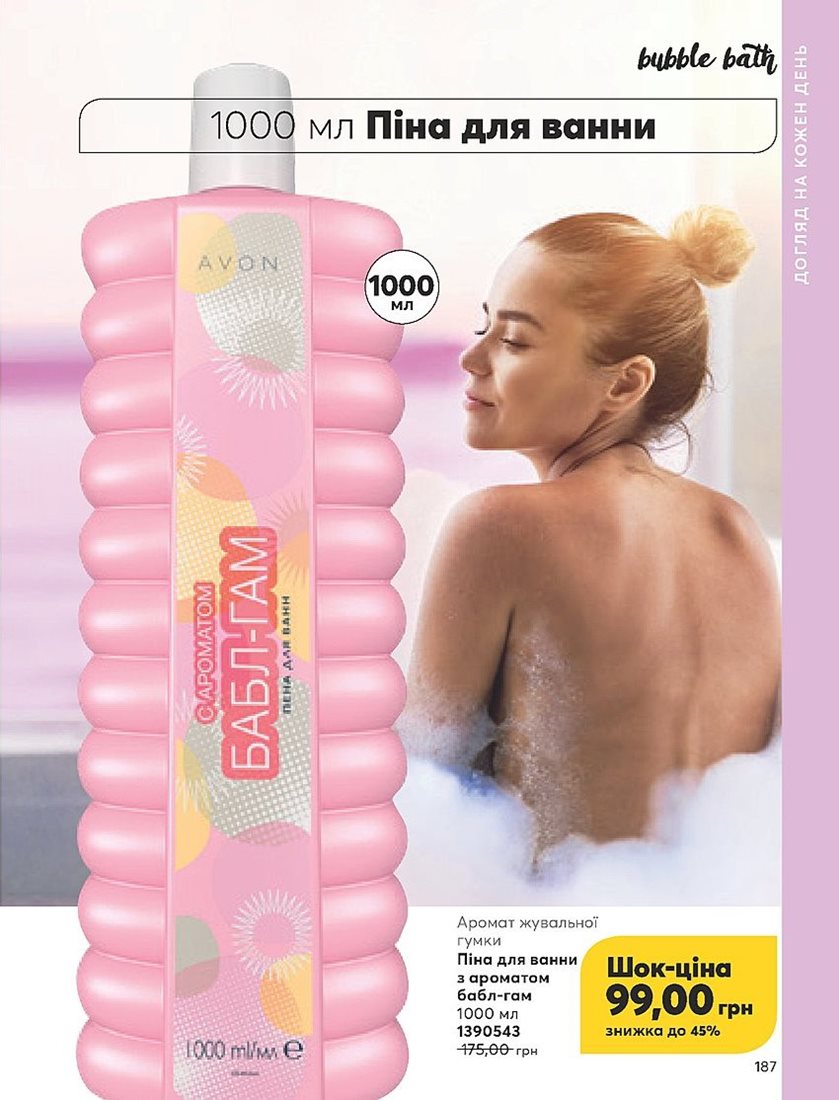 bubble bath
1000 мл Піна для ванни
ДОГЛЯД НА КОЖЕН ДЕНЬ
AVON
1000
мл
С АРОМАТОМ
БАБЛ-ГАМ
ПЕНА ДЛЯ ВАНН
1000 ml/мл e
Аромат жувальної
гумки
Піна для ванни
з ароматом
бабл-гам
1000 мл
1390543
175,00 грн
Шок-ціна
99,00 грн
знижка до 45%
187